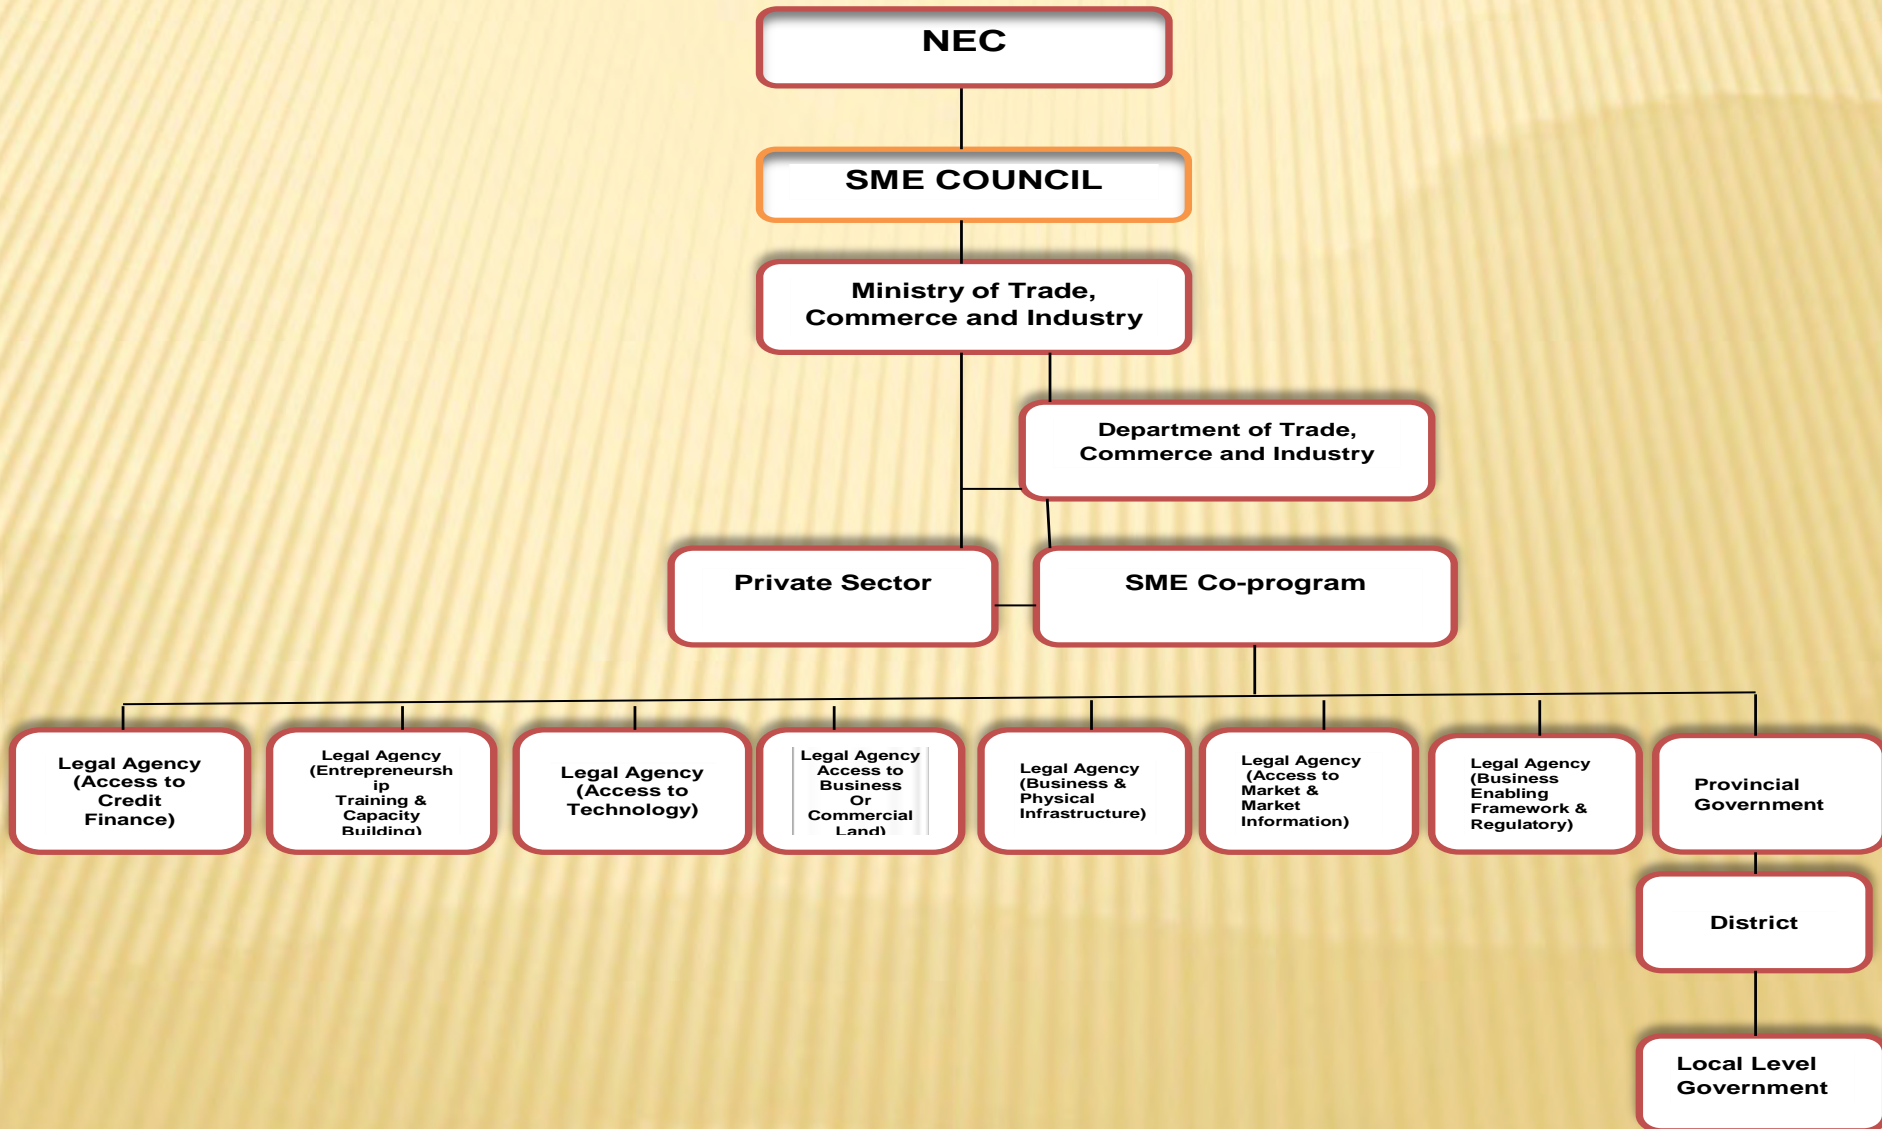 NEC
SME COUNCIL
Ministry of Trade,
Commerce and Industry
Department of Trade,
Commerce and Industry
Private Sector
SME Co-program
Legal Agency
(Access to
Credit
Finance)
Legal Agency
(Entrepreneursh
ip
Training &
Capacity
Building)
Legal Agency
(Access to
Technology)
Legal Agency
Access to
Business
Or
Commercial
Land)
Legal Agency
(Business &
Physical
Infrastructure)
Legal Agency
(Access to
Market &
Market
Information)
Legal Agency
(Business
Enabling
Framework &
Regulatory)
Provincial
Government
District
Local Level
Government